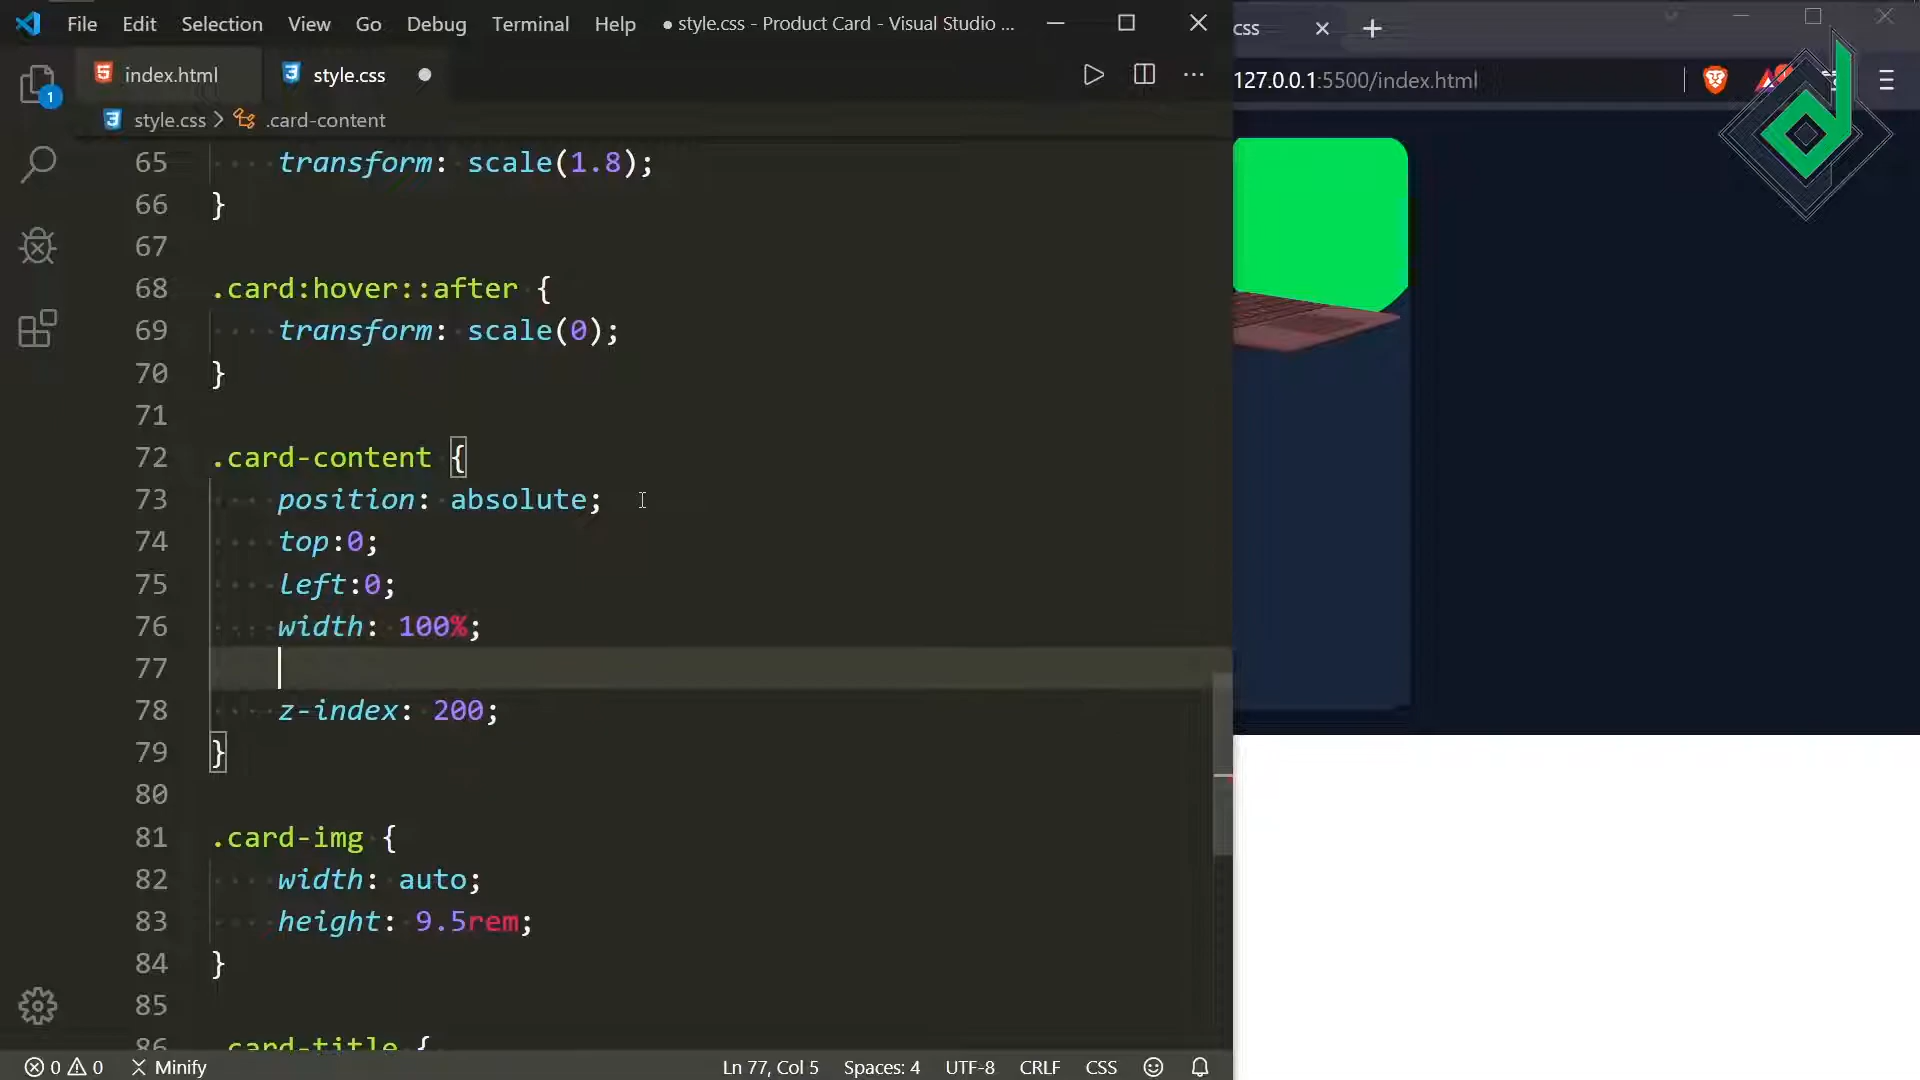 File Edit Selection View Go Debug Terminal Help ● style.css - Product Card - Visual Studio ...
css
index.html
style.css
127.0.0.1:5500/index.html
1
style.css > .card-content
65 transform: scale(1.8);
66 }
67
68 .card:hover::after {
69 transform: scale(0);
70 }
71
72 .card-content {
73 position: absolute;
74 top:0;
75 left:0;
76 width: 100%;
77
78 z-index: 200;
79 }
80
81 .card-img {
82 width: auto;
83 height: 9.5rem;
84 }
85
86 .card-title {
0 0 Minify Ln 77, Col 5 Spaces: 4 UTF-8 CRLF CSS